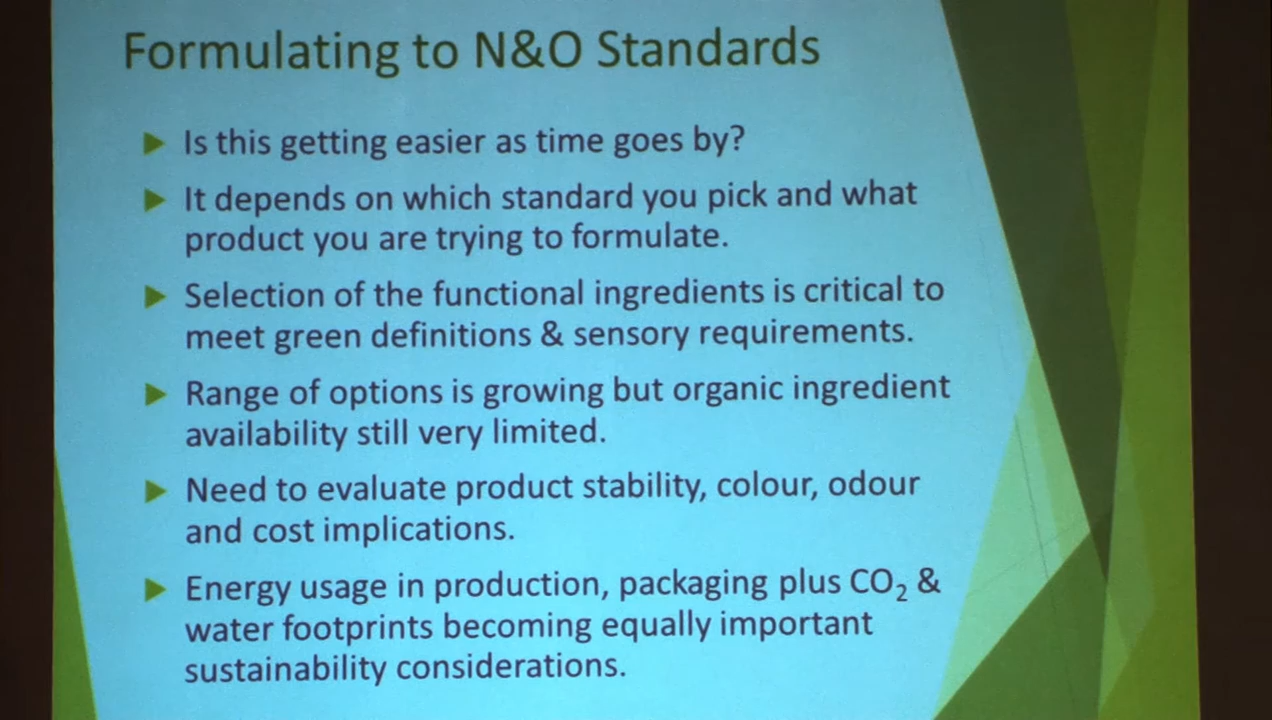 Formulating to N&O Standards
Is this getting easier as time goes by?
It depends on which standard you pick and what
product you are trying to formulate.
Selection of the functional ingredients is critical to
meet green definitions & sensory requirements.
Range of options is growing but organic ingredient
availability still very limited.
Need to evaluate product stability, colour, odour
and cost implications.
Energy usage in production, packaging plus CO₂ &
water footprints becoming equally important
sustainability considerations.